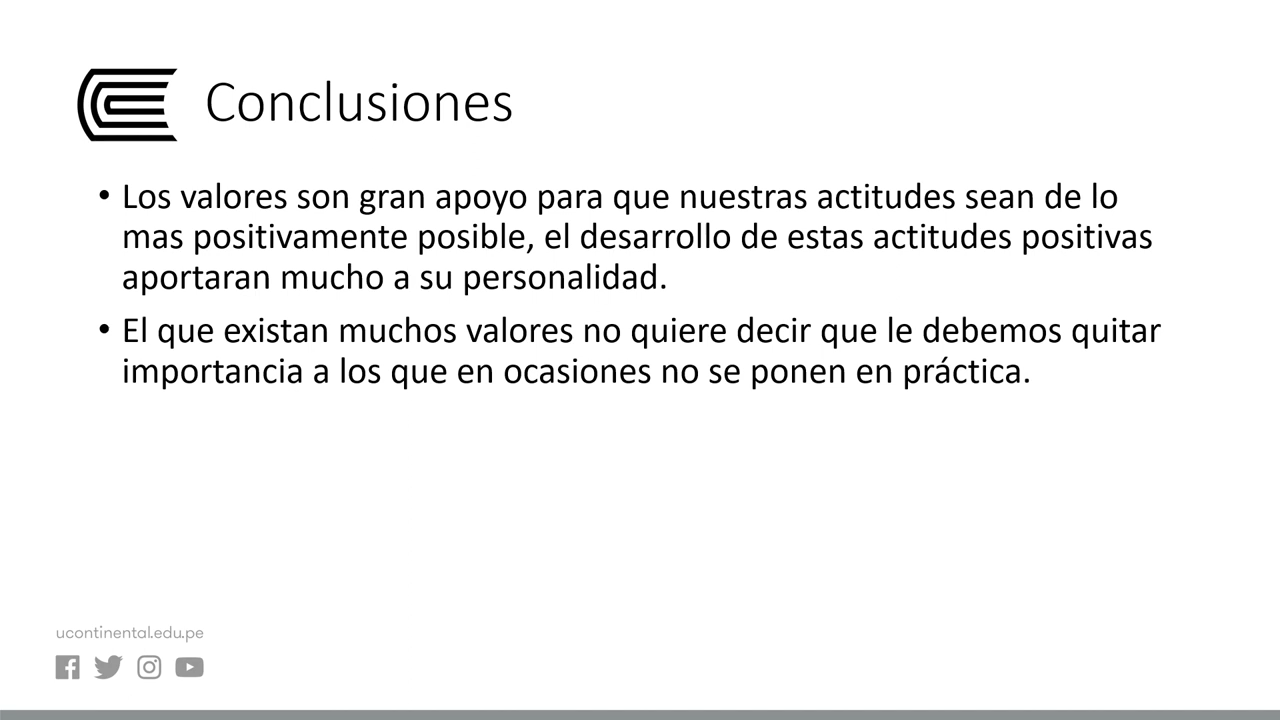 Conclusiones
• Los valores son gran apoyo para que nuestras actitudes sean de lo
mas positivamente posible, el desarrollo de estas actitudes positivas
aportaran mucho a su personalidad.
• El que existan muchos valores no quiere decir que le debemos quitar
importancia a los que en ocasiones no se ponen en práctica.
ucontinental.edu.pe